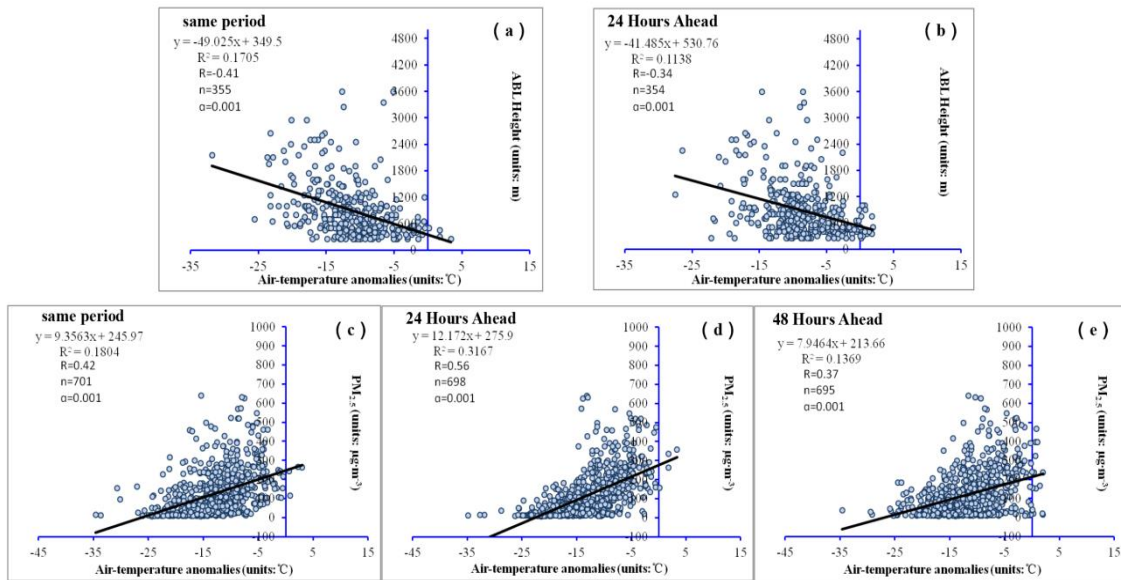 same period
( a )
y = -49.025x + 349.5
R² = 0.1705
R=-0.41
n=355
α=0.001
4800
4200
3600
3000
2400
1800
1200
600
0
ABL Height (units: m)
-35 -25 -15 -5 5 15
Air-temperature anomalies (units:℃)
24 Hours Ahead
( b )
y = -41.485x + 530.76
R² = 0.1138
R=-0.34
n=354
α=0.001
4800
4200
3600
3000
2400
1800
1200
600
0
ABL Height (units: m)
-35 -25 -15 -5 5 15
Air-temperature anomalies (units:℃)
same period
( c )
y = 9.3563x + 245.97
R² = 0.1804
R=0.42
n=701
α=0.001
1000
900
800
700
600
500
400
300
200
100
0
-100
PM₂.₅ (units: μg·m⁻³)
-45 -35 -25 -15 -5 5 15
Air-temperature anomalies (units:℃)
24 Hours Ahead
( d )
y = 12.172x + 275.9
R² = 0.3167
R=0.56
n=698
α=0.001
1000
900
800
700
600
500
400
300
200
100
0
-100
PM₂.₅ (units: μg·m⁻³)
-35 -25 -15 -5 5 15
Air-temperature anomalies (units:℃)
48 Hours Ahead
( e )
y = 7.9464x + 213.66
R² = 0.1369
R=0.37
n=695
α=0.001
1000
900
800
700
600
500
400
300
200
100
0
-100
PM₂.₅ (units: μg·m⁻³)
-45 -35 -25 -15 -5 5 15
Air-temperature anomalies (units:℃)